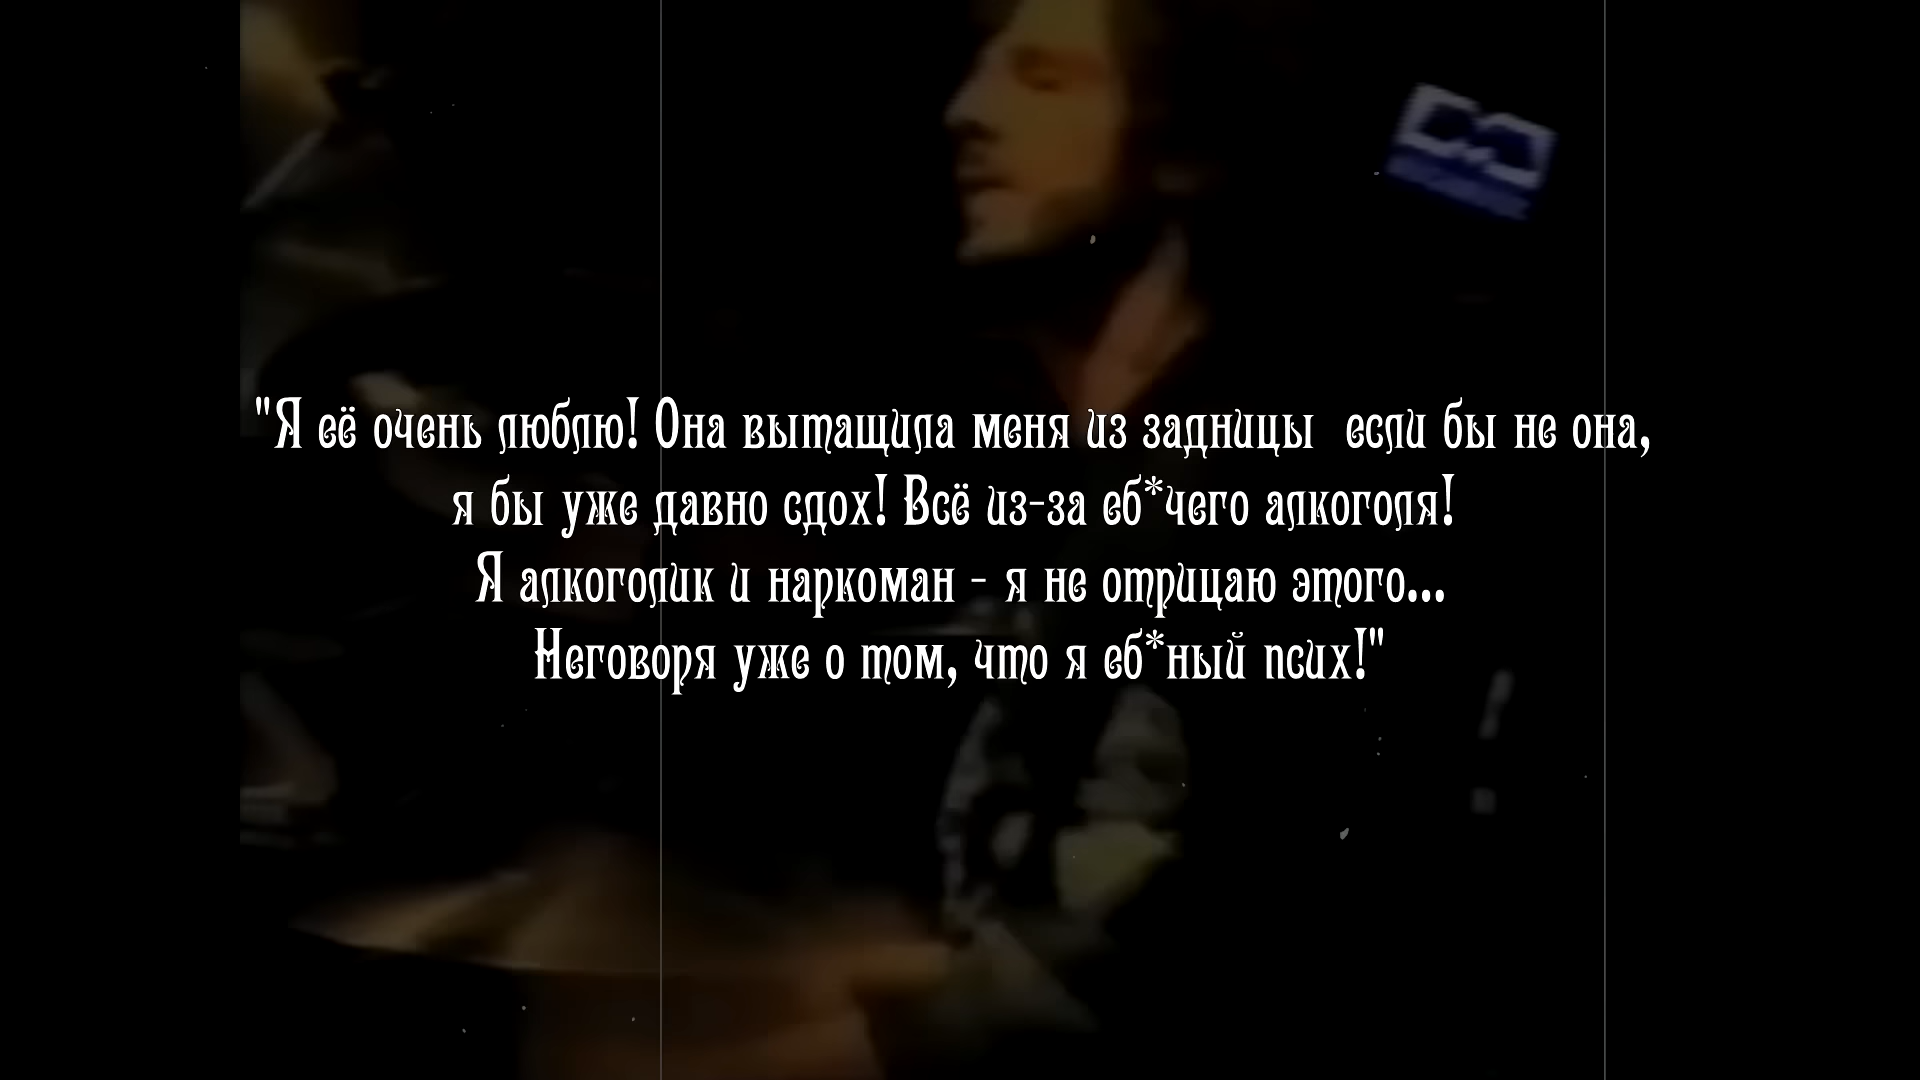 "Я её очень люблю! Она вытащила меня из задницы  если бы не она,
я бы уже давно сдох! Всё из-за еб*чего алкоголя!
Я алкоголик и наркоман - я не отрицаю этого...
Неговоря уже о том, что я еб*ный псих!"